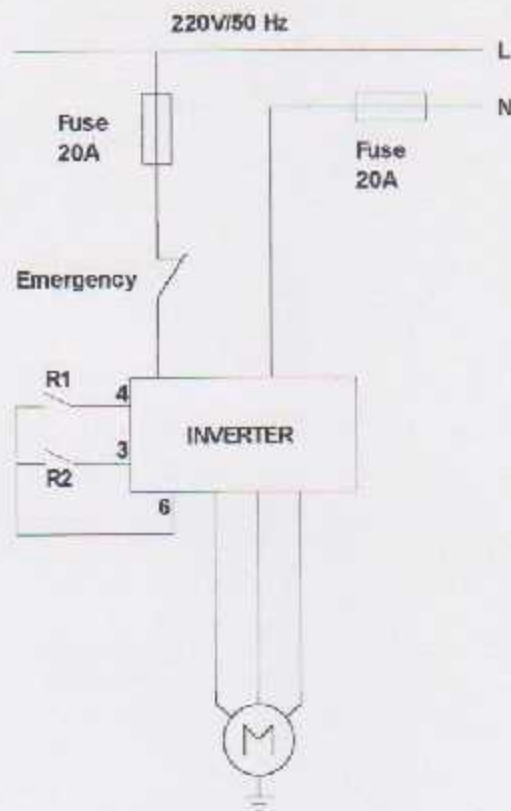 220V/50 Hz
L
N
Fuse
20A
Fuse
20A
Emergency
R1
4
INVERTER
3
R2
6
M